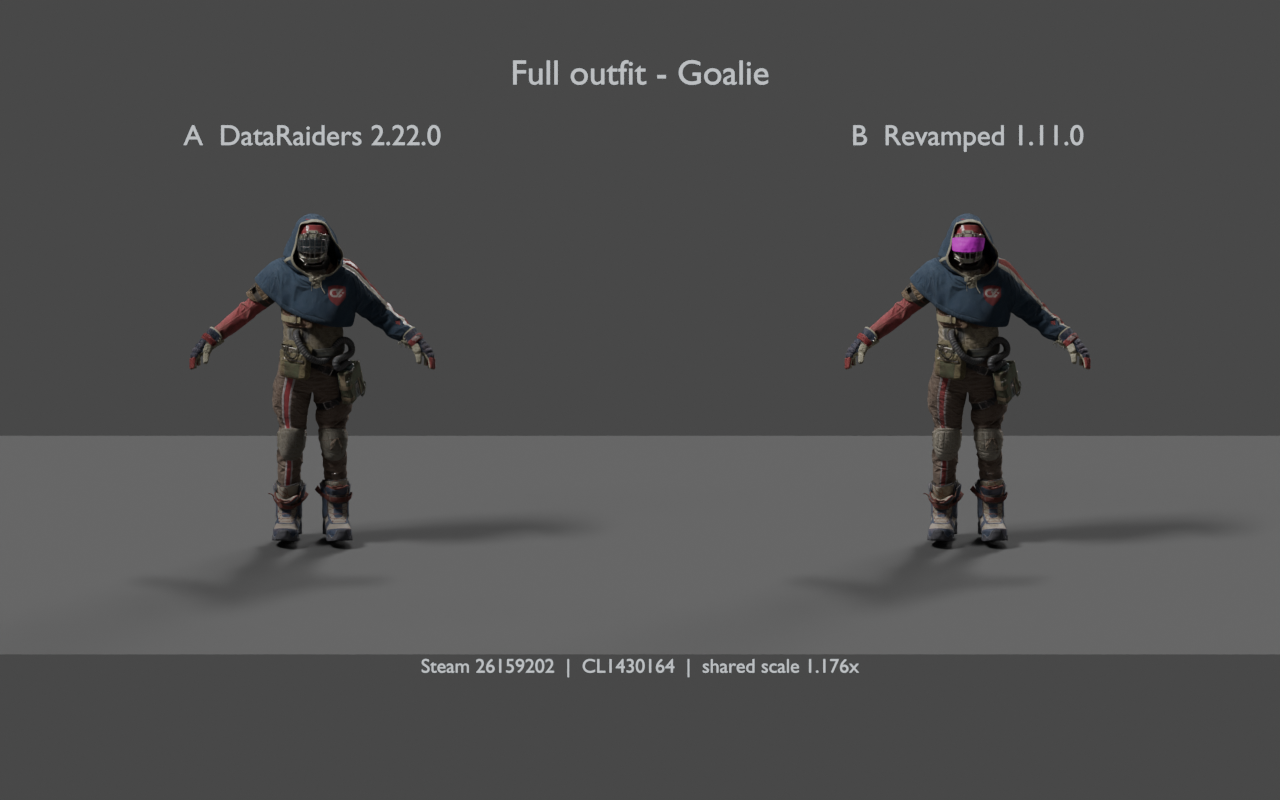 Full outfit - Goalie
A DataRaiders 2.22.0
B Revamped 1.11.0
Steam 26159202 | CL1430164 | shared scale 1.176x